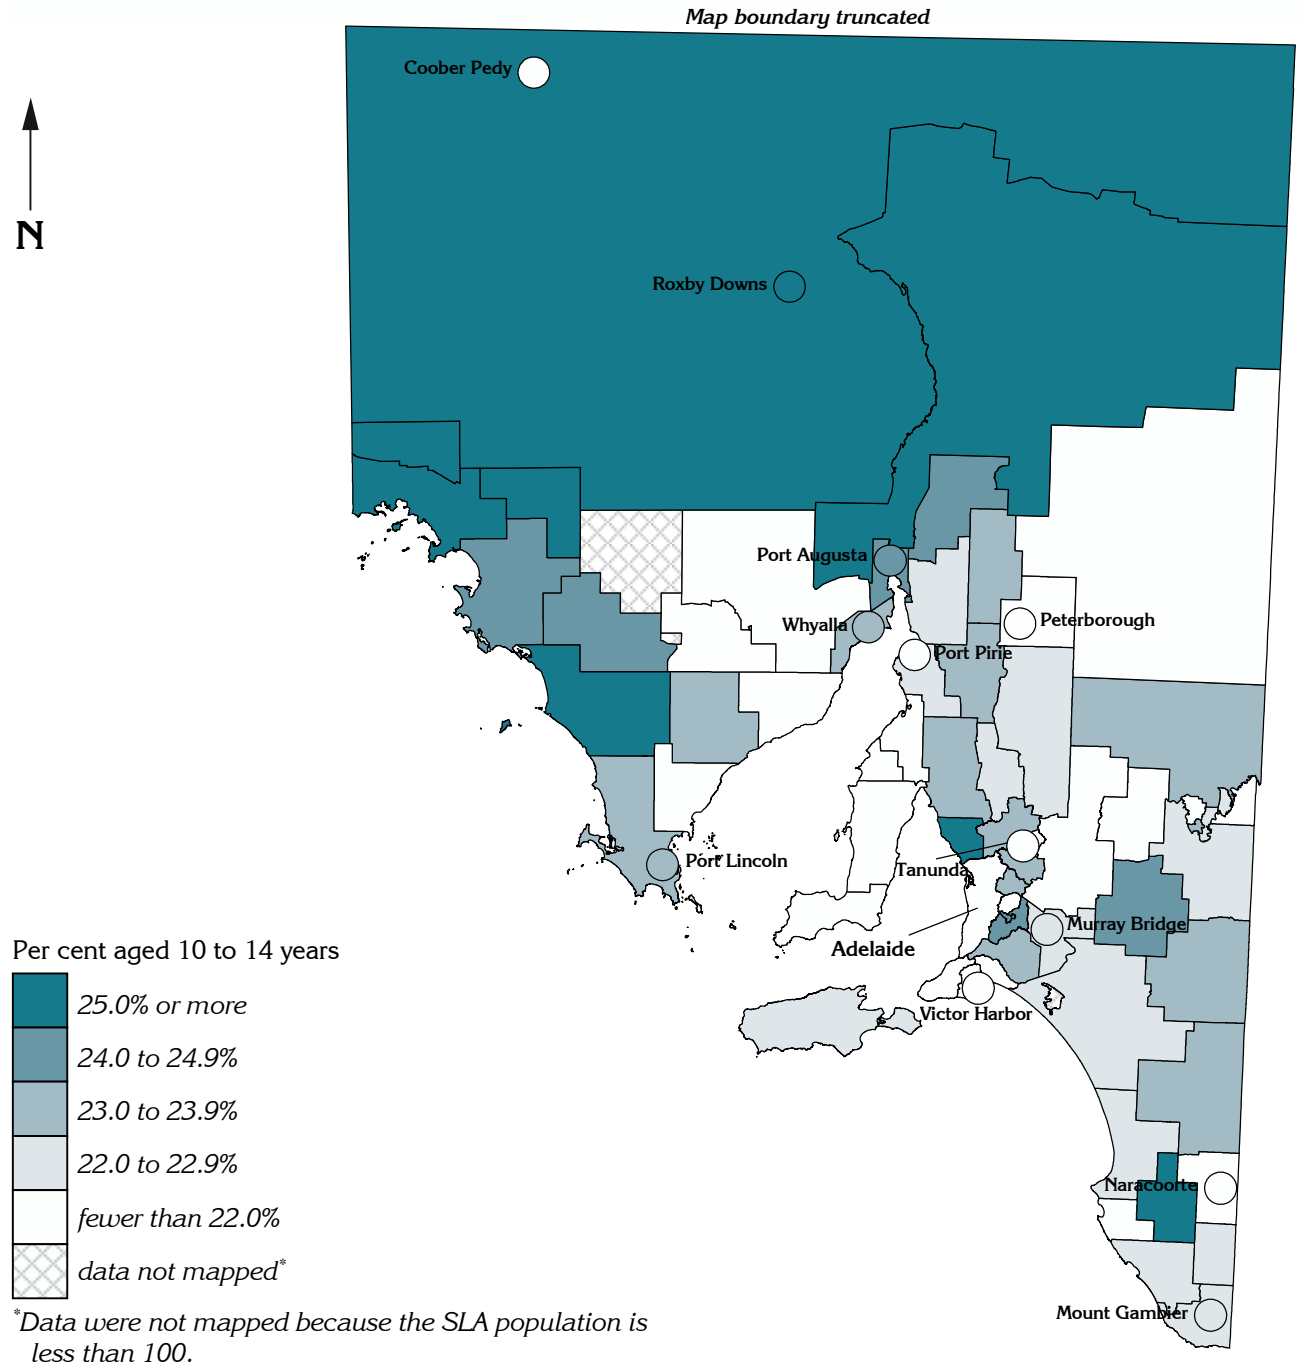 Map boundary truncated
Coober Pedy
N
Roxby Downs
Port Augusta
Whyalla
Peterborough
Port Pirie
Port Lincoln
Tanunda
Murray Bridge
Adelaide
Victor Harbor
Naracoorte
Mount Gambier
Per cent aged 10 to 14 years
25.0% or more
24.0 to 24.9%
23.0 to 23.9%
22.0 to 22.9%
fewer than 22.0%
data not mapped*
*Data were not mapped because the SLA population is
less than 100.